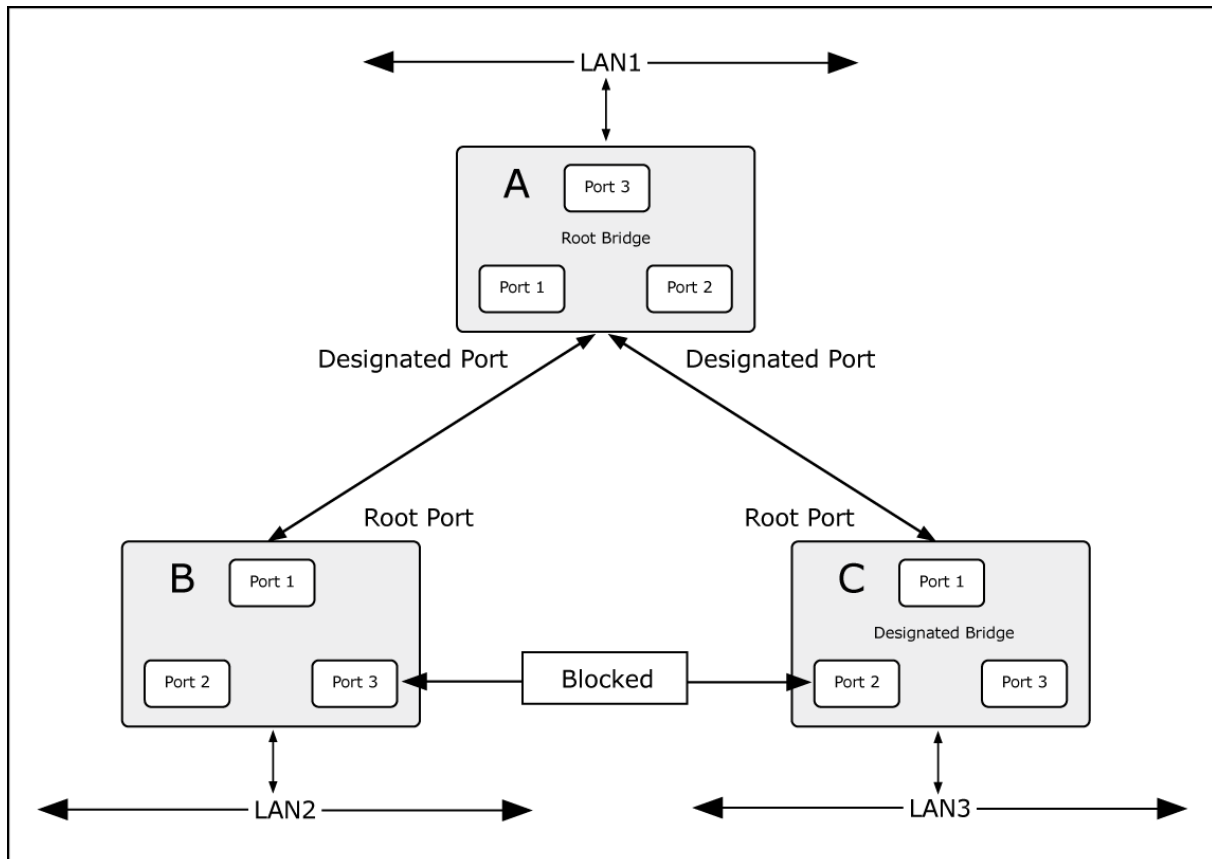 LAN1
A
Port 3
Root Bridge
Port 1
Port 2
Designated Port
Designated Port
Root Port
Root Port
B
Port 1
C
Port 1
Designated Bridge
Port 2
Port 3
Blocked
Port 2
Port 3
LAN2
LAN3